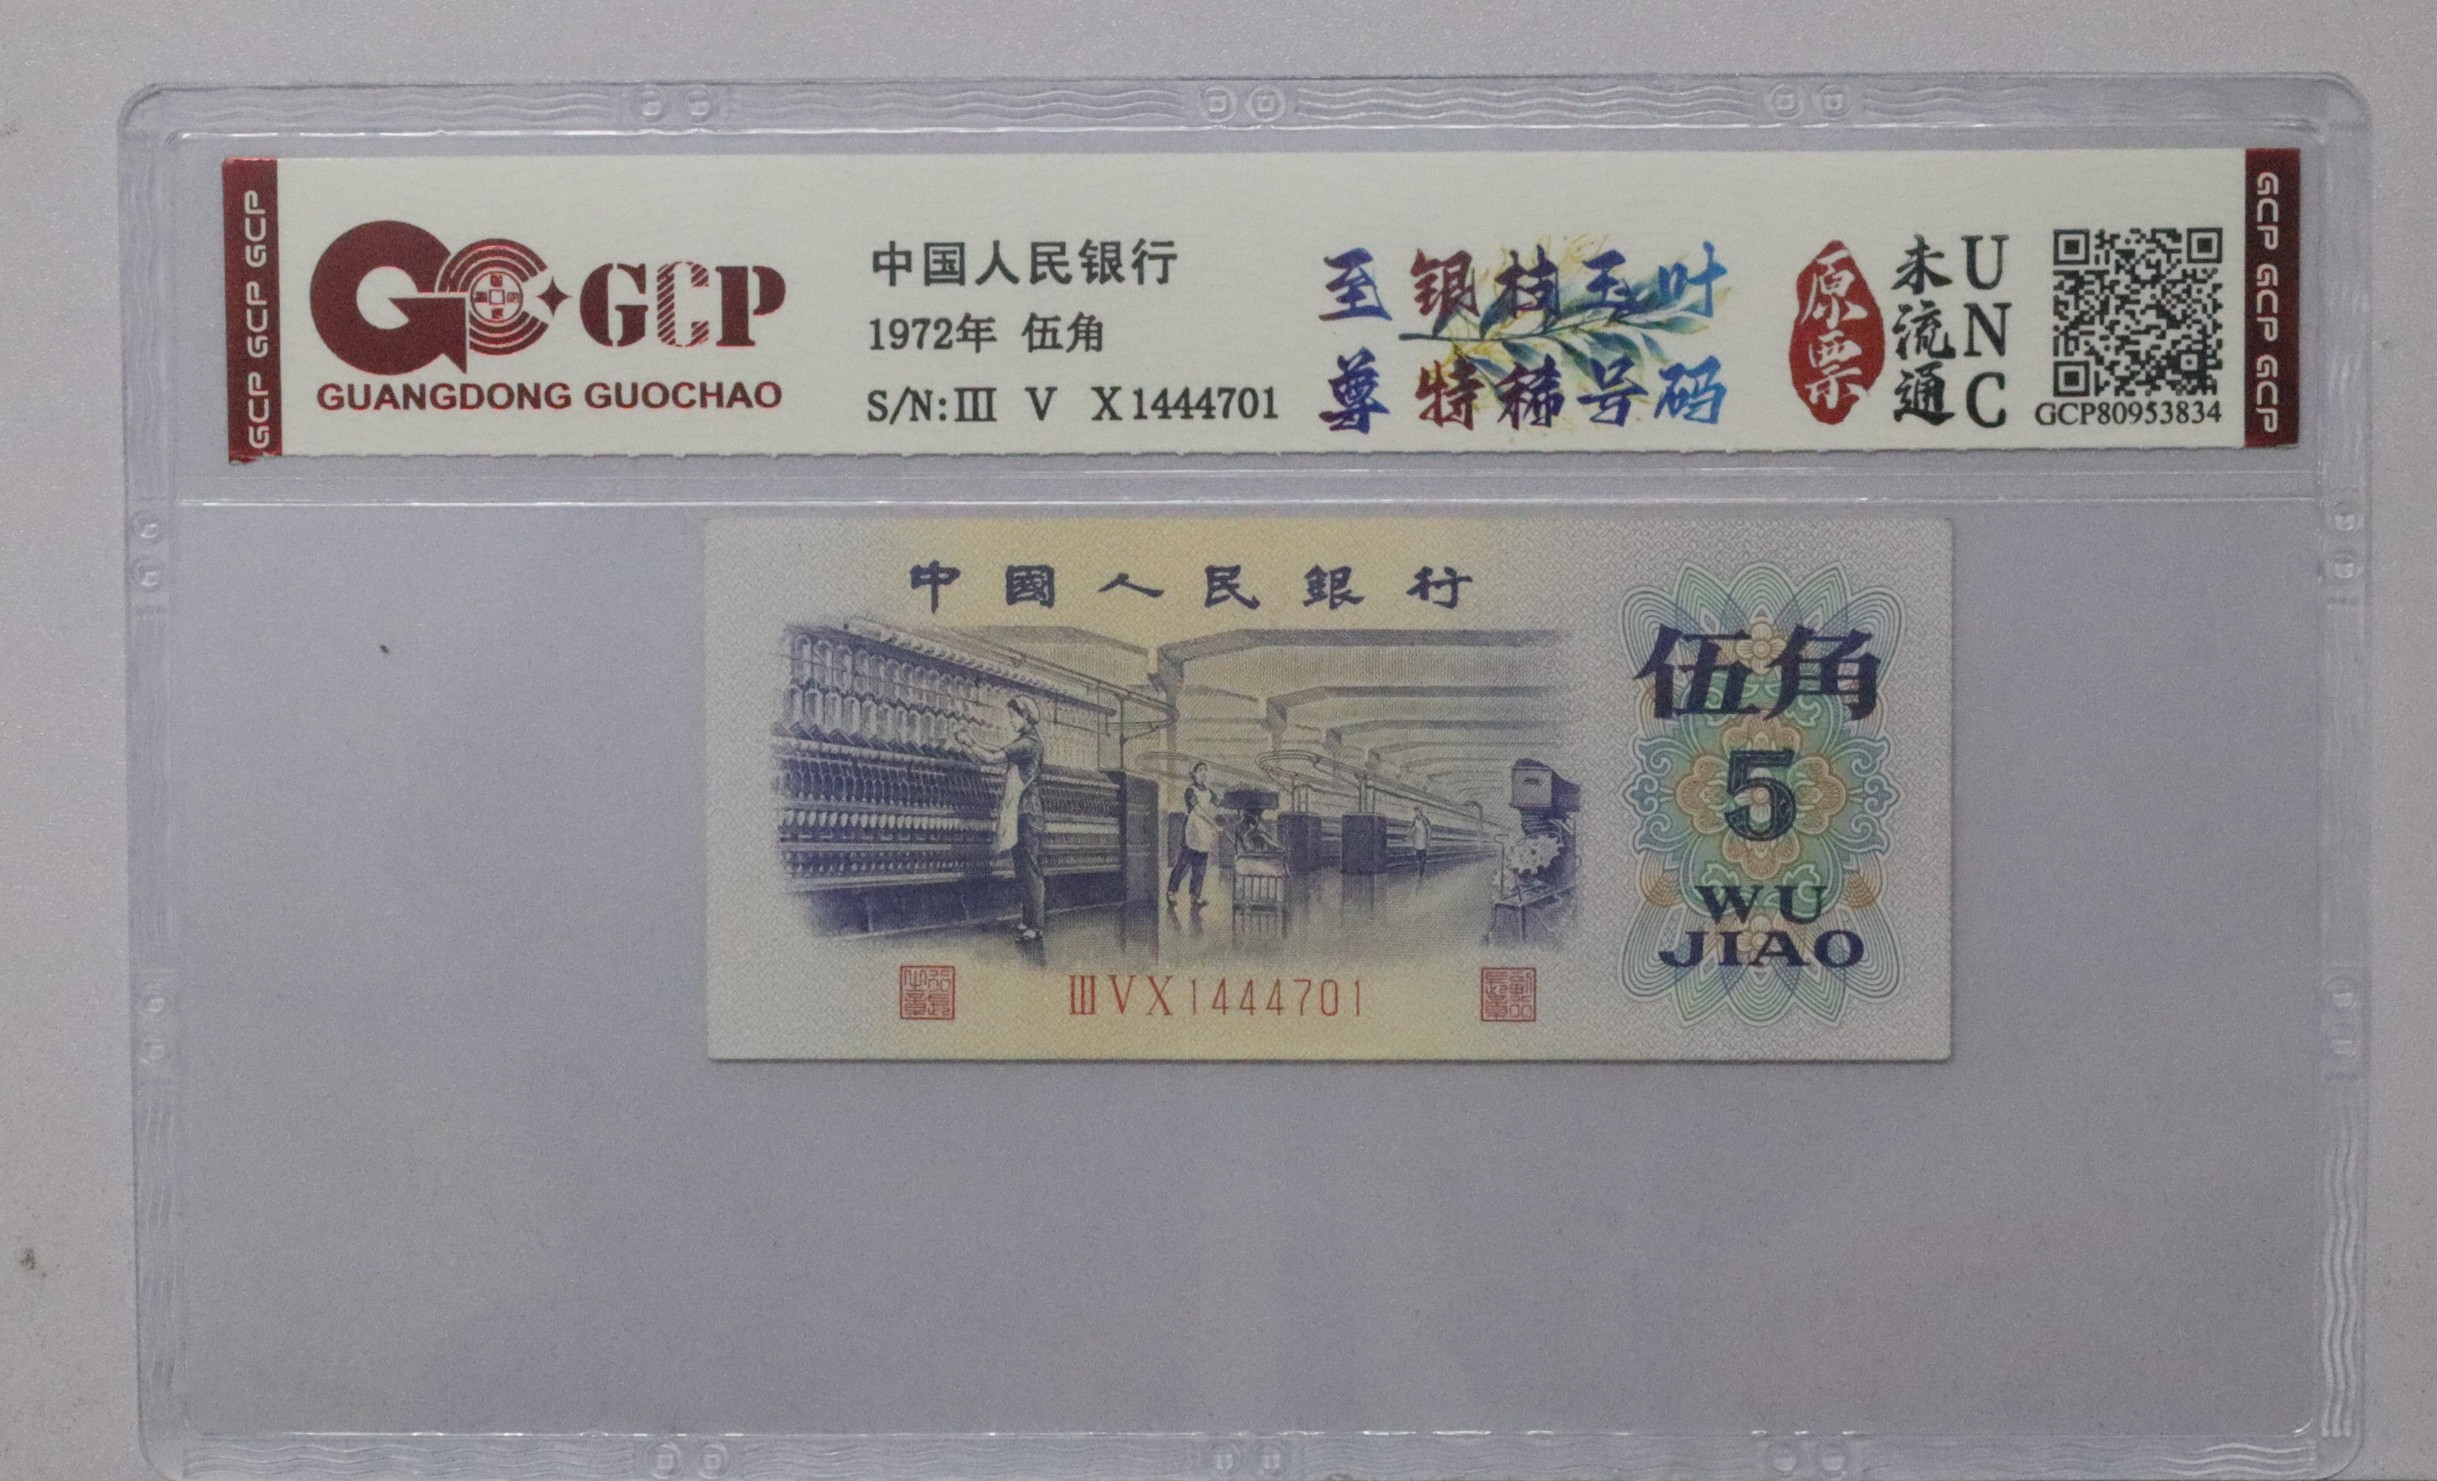 GCP GCP GCP GCP
GCP
GUANGDONG GUOCHAO
中国人民银行
1972年 伍角
S/N:Ⅲ V X1444701
至尊
银枝玉叶
特稀号码
原票
未流通
UNC
GCP80953834
GCP GCP GCP GCP
中國人民銀行
伍角
5
WU
JIAO
ⅢVX1444701